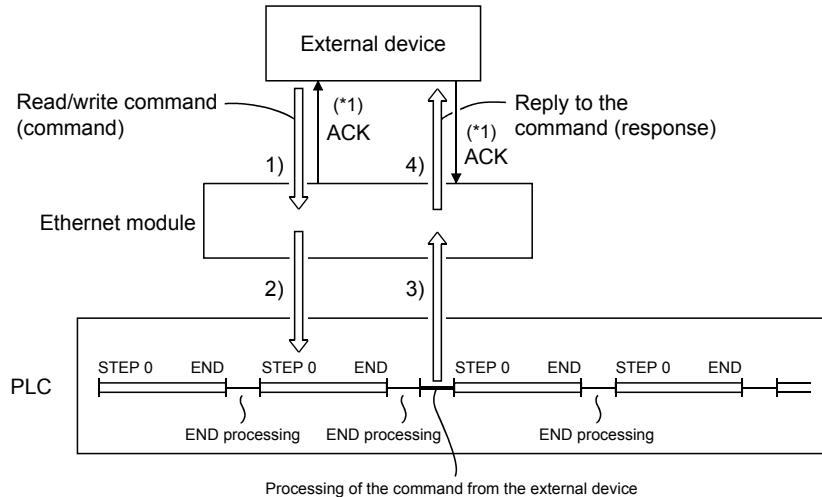 External device
Read/write command
(command)
(*1)
ACK
Reply to the
command (response)
(*1)
ACK
1)
4)
Ethernet module
2)
3)
STEP 0 END STEP 0 END STEP 0 END STEP 0 END
PLC
END processing END processing END processing
Processing of the command from the external device